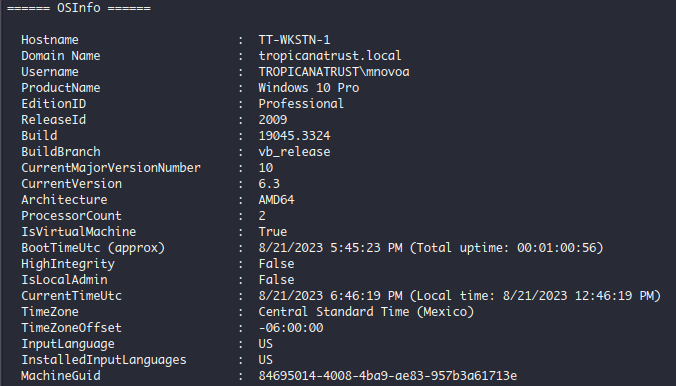 ====== OSInfo ======
Hostname : TT-WKSTN-1
Domain Name : tropicanatrust.local
Username : TROPICANATRUST\mnovoa
ProductName : Windows 10 Pro
EditionID : Professional
ReleaseId : 2009
Build : 19045.3324
BuildBranch : vb_release
CurrentMajorVersionNumber : 10
CurrentVersion : 6.3
Architecture : AMD64
ProcessorCount : 2
IsVirtualMachine : True
BootTimeUtc (approx) : 8/21/2023 5:45:23 PM (Total uptime: 00:01:00:56)
HighIntegrity : False
IsLocalAdmin : False
CurrentTimeUtc : 8/21/2023 6:46:19 PM (Local time: 8/21/2023 12:46:19 PM)
TimeZone : Central Standard Time (Mexico)
TimeZoneOffset : -06:00:00
InputLanguage : US
InstalledInputLanguages : US
MachineGuid : 84695014-4008-4ba9-ae83-957b3a61713e